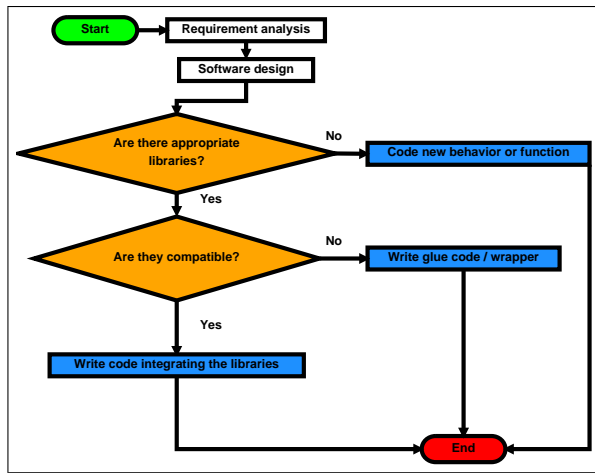 Start
Requirement analysis
Software design
Are there appropriate
libraries?
No
Code new behavior or function
Yes
Are they compatible?
No
Write glue code / wrapper
Yes
Write code integrating the libraries
End